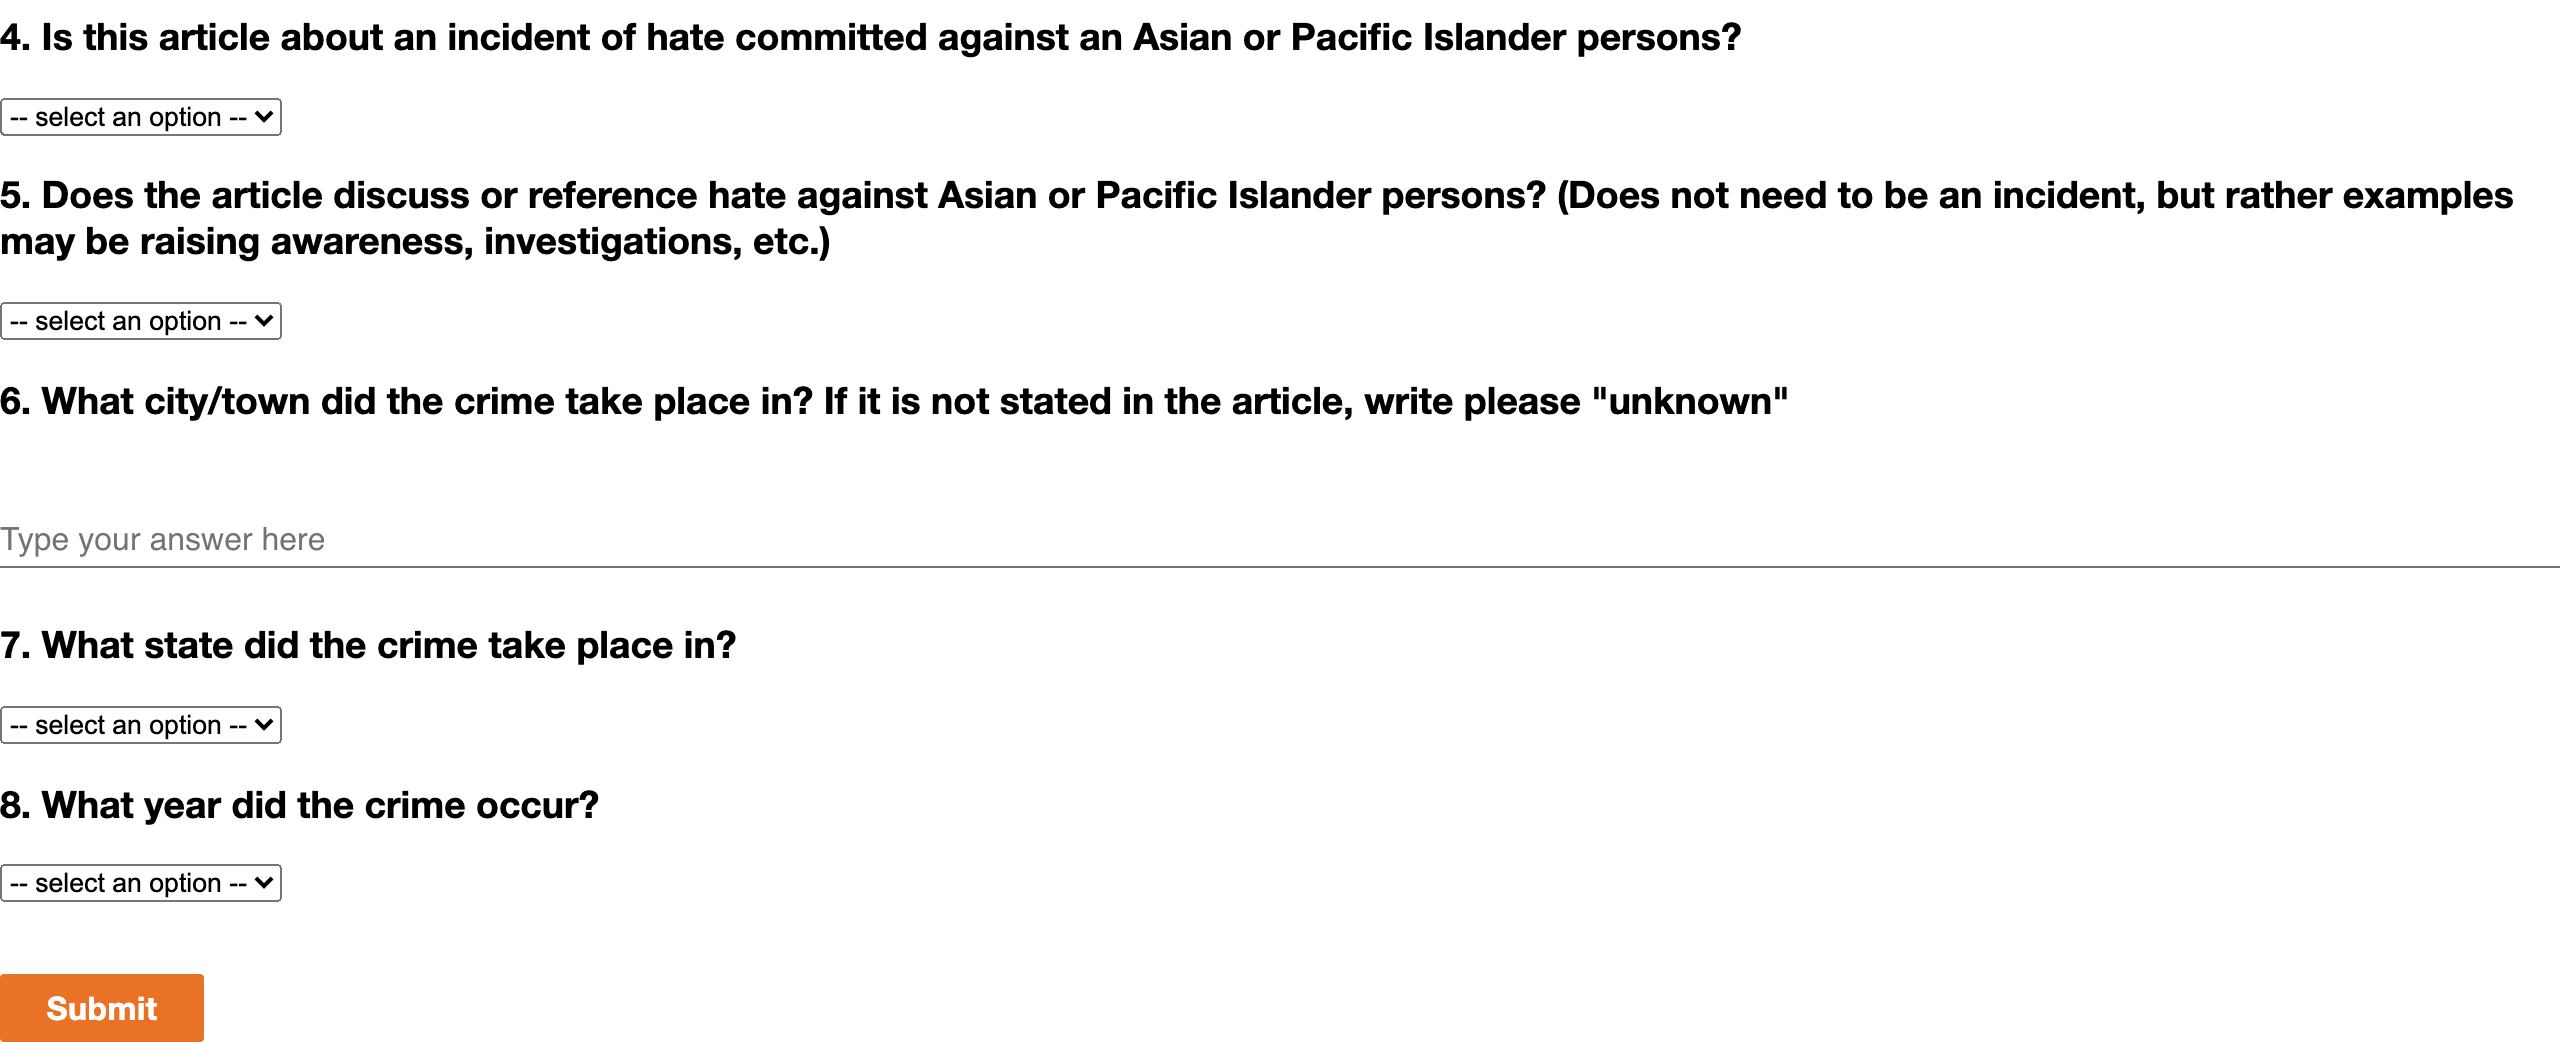 4. Is this article about an incident of hate committed against an Asian or Pacific Islander persons?
-- select an option --
5. Does the article discuss or reference hate against Asian or Pacific Islander persons? (Does not need to be an incident, but rather examples
may be raising awareness, investigations, etc.)
-- select an option --
6. What city/town did the crime take place in? If it is not stated in the article, write please "unknown"
Type your answer here
7. What state did the crime take place in?
-- select an option --
8. What year did the crime occur?
-- select an option --
Submit